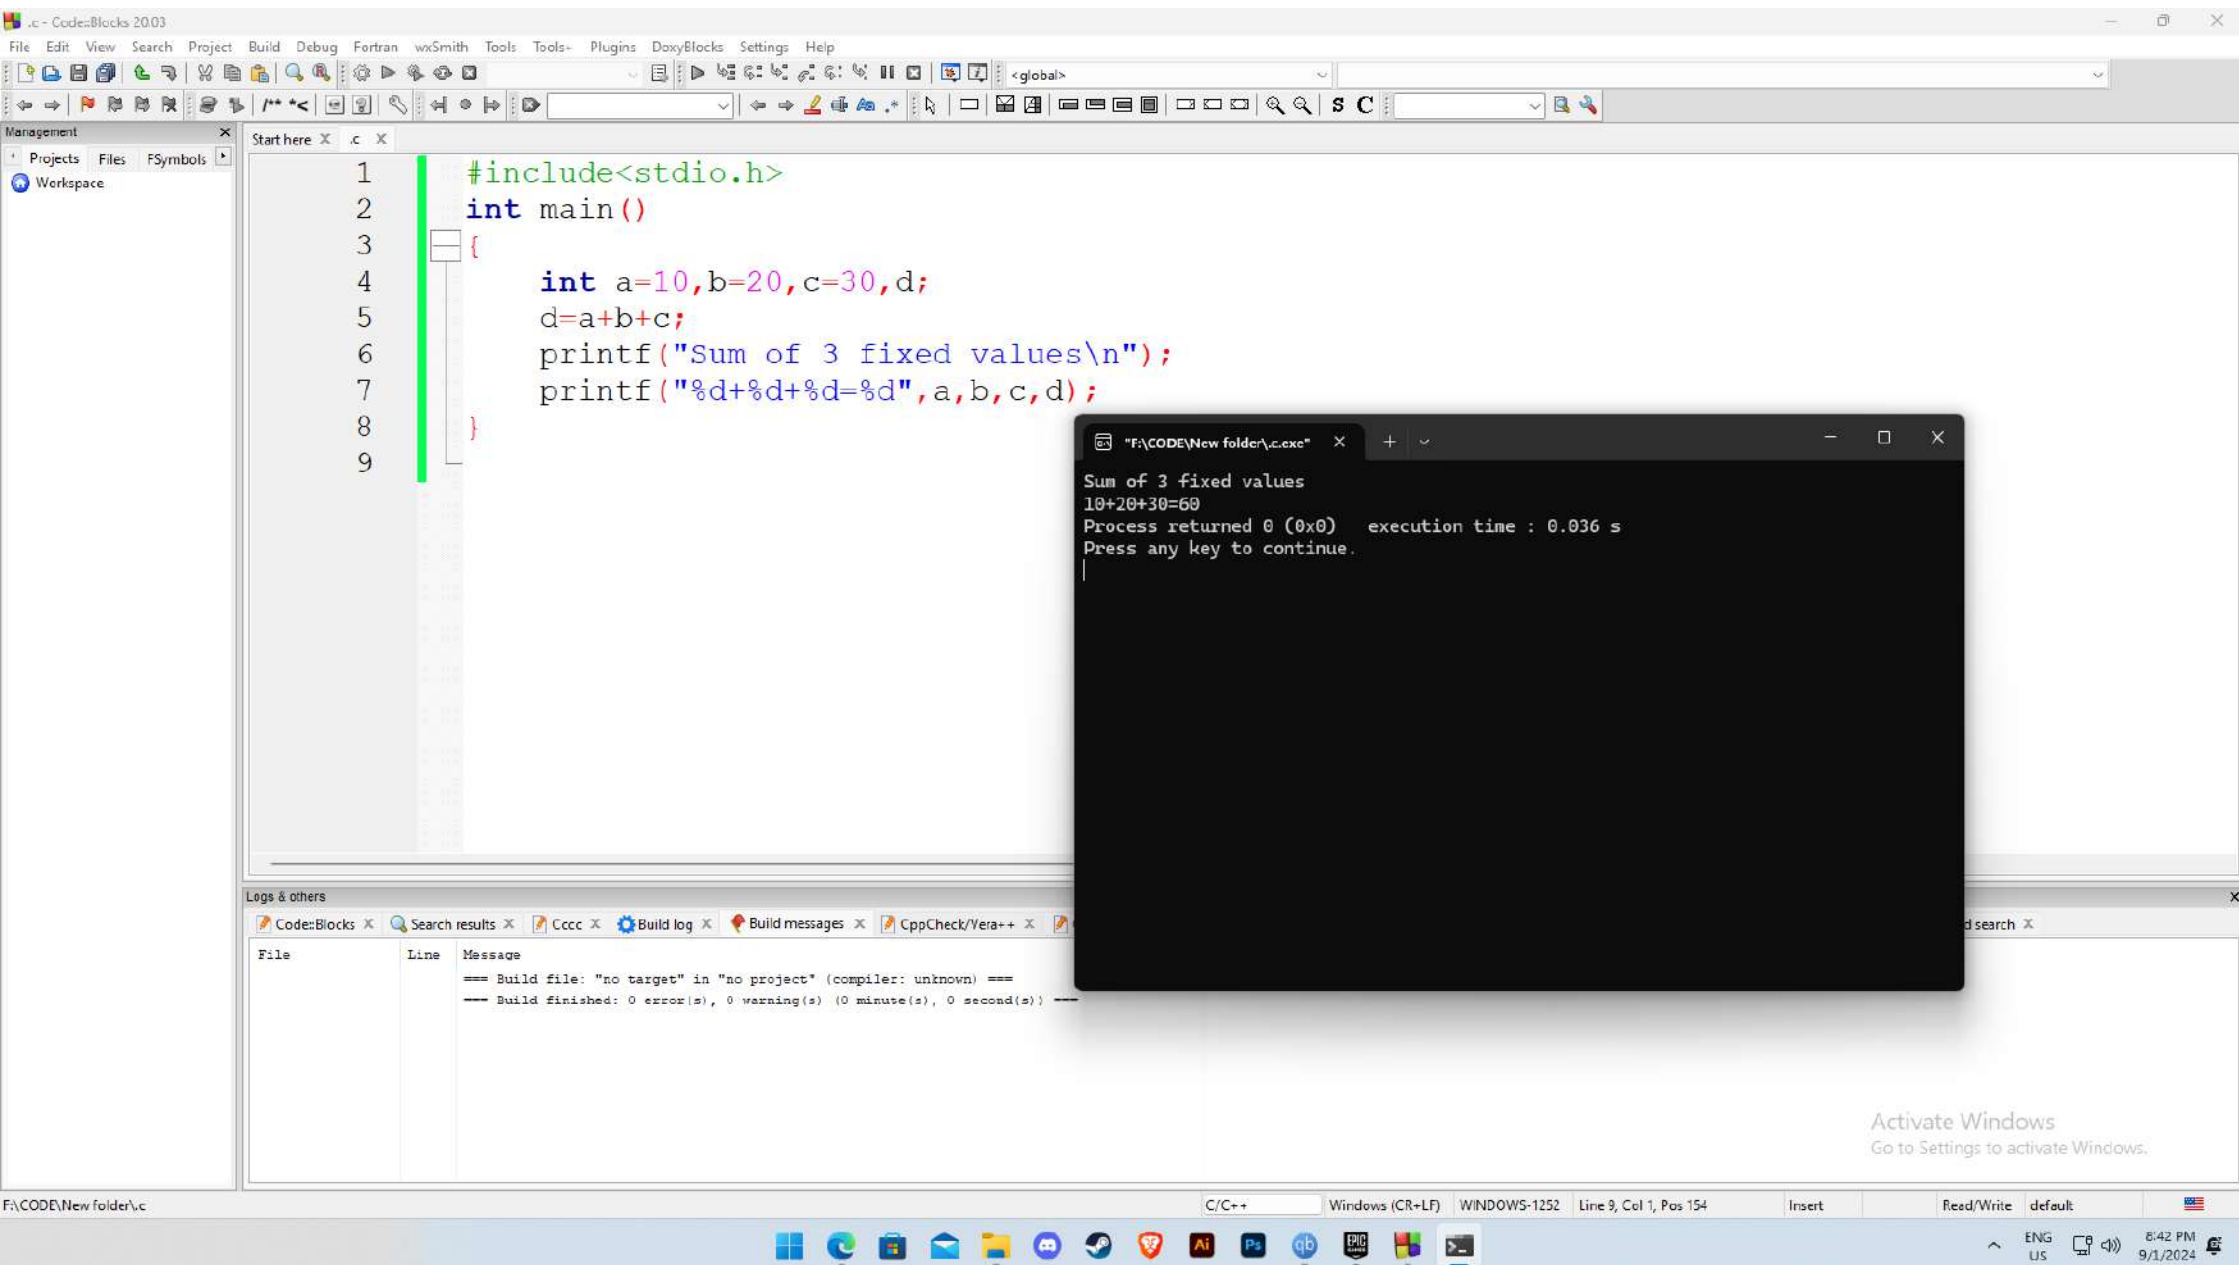 .c - Code::Blocks 20.03
File Edit View Search Project Build Debug Fortran wxSmith Tools Tools+ Plugins DoxyBlocks Settings Help
<global>
/** *< S C
Management
Projects Files FSymbols
Workspace
Start here X .c X
1 #include<stdio.h>
2 int main()
3 {
4 int a=10,b=20,c=30,d;
5 d=a+b+c;
6 printf("Sum of 3 fixed values\n");
7 printf("%d+%d+%d=%d",a,b,c,d);
8 }
9
"F:\CODE\New folder\.c.exe"
Sum of 3 fixed values
10+20+30=60
Process returned 0 (0x0) execution time : 0.036 s
Press any key to continue.
Logs & others
Code::Blocks X Search results X Cccc X Build log X Build messages X CppCheck/Vera++ X d search X
File Line Message
=== Build file: "no target" in "no project" (compiler: unknown) ===
=== Build finished: 0 error(s), 0 warning(s) (0 minute(s), 0 second(s)) ===
Activate Windows
Go to Settings to activate Windows.
F:\CODE\New folder\.c C/C++ Windows (CR+LF) WINDOWS-1252 Line 9, Col 1, Pos 154 Insert Read/Write default
Ai Ps qb EPIC GAMES
ENG US 8:42 PM 9/1/2024